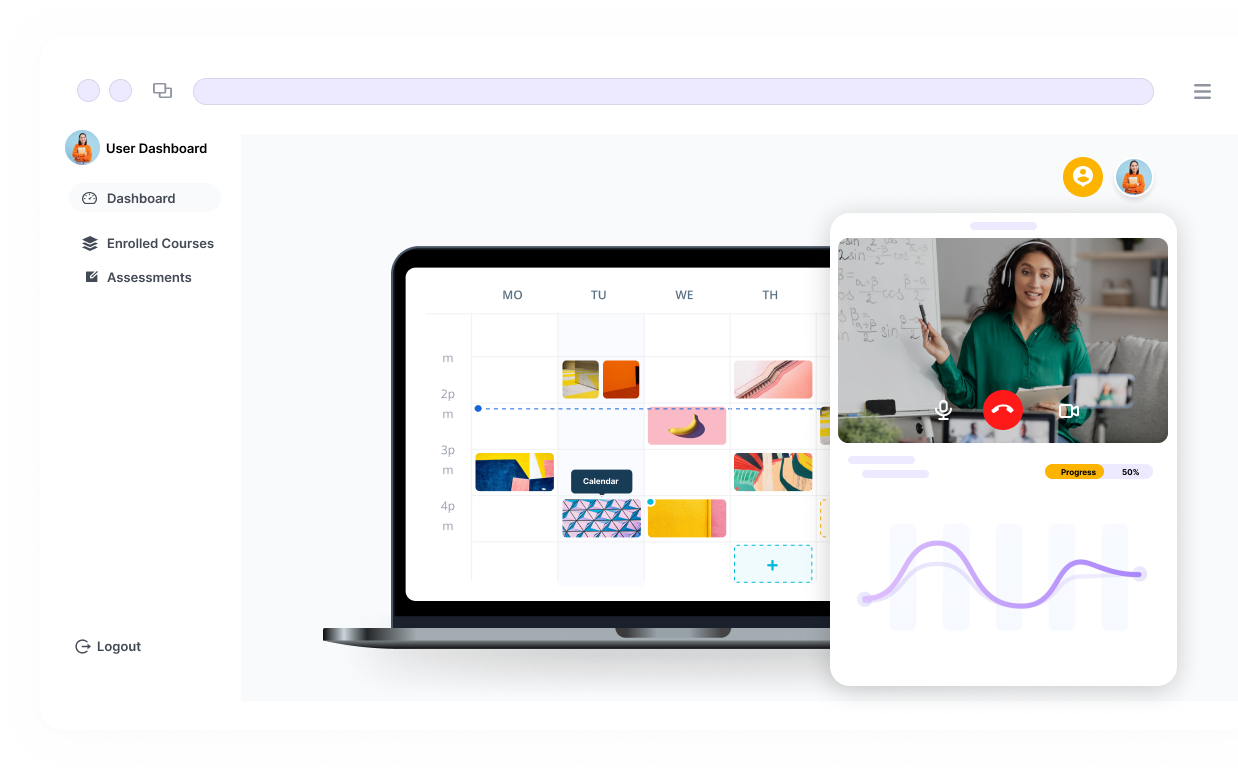 User Dashboard
Dashboard
Enrolled Courses
Assessments
Logout
MO TU WE TH
m
2p
m
3p
m
4p
m
Calendar
+
Progress 50%